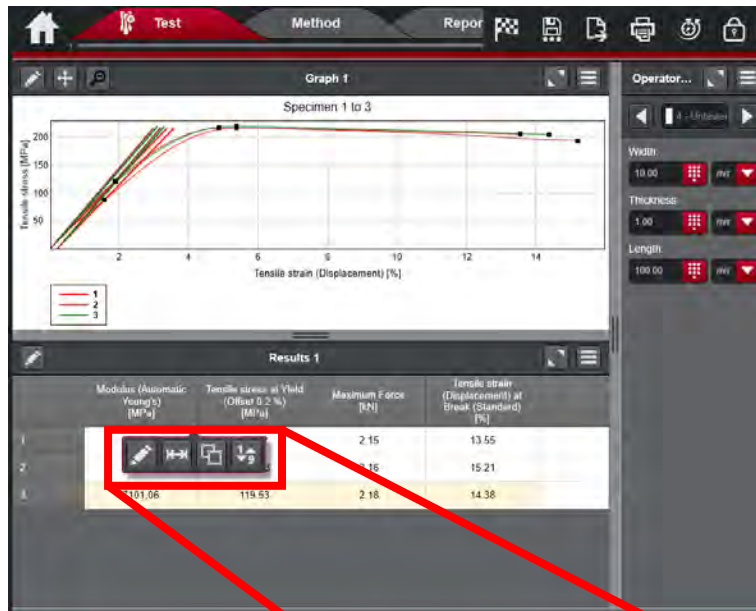 Test
Method
Repor
Graph 1
Operator...
Specimen 1 to 3
Tensile stress [MPa]
200
150
100
50
2
4
6
8
10
12
14
Tensile strain (Displacement) [%]
1
2
3
Width
10.00
Thickness
1.00
Length
100.00
Results 1
Modulus (Automatic
Young's)
[MPa]
Tensile stress at Yield
(Offset 0.2 %)
[MPa]
Maximum Force
[kN]
Tensile strain
(Displacement) at
Break (Standard)
[%]
1
2.15
13.55
2
15.21
3
7101.06
119.53
2.18
14.38